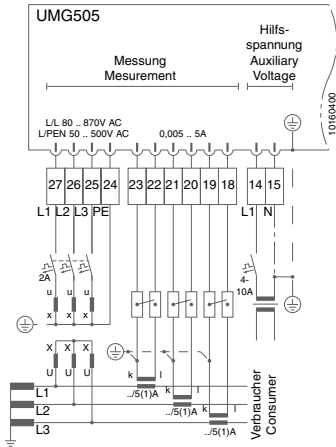 UMG505
Messung
Mesurement
Hilfs-
spannung
Auxiliary
Voltage
L/L 80 .. 870V AC
L/PEN 50 .. 500V AC
0,005 .. 5A
10160400
27 26 25 24 23 22 21 20 19 18 14 15
L1 L2 L3 PE L1 N
2A
4-
10A
u u u
x x x
X X X
U U U
k l
k l
k l
L1
../5(1)A
L2
../5(1)A
L3
../5(1)A
Verbraucher
Consumer